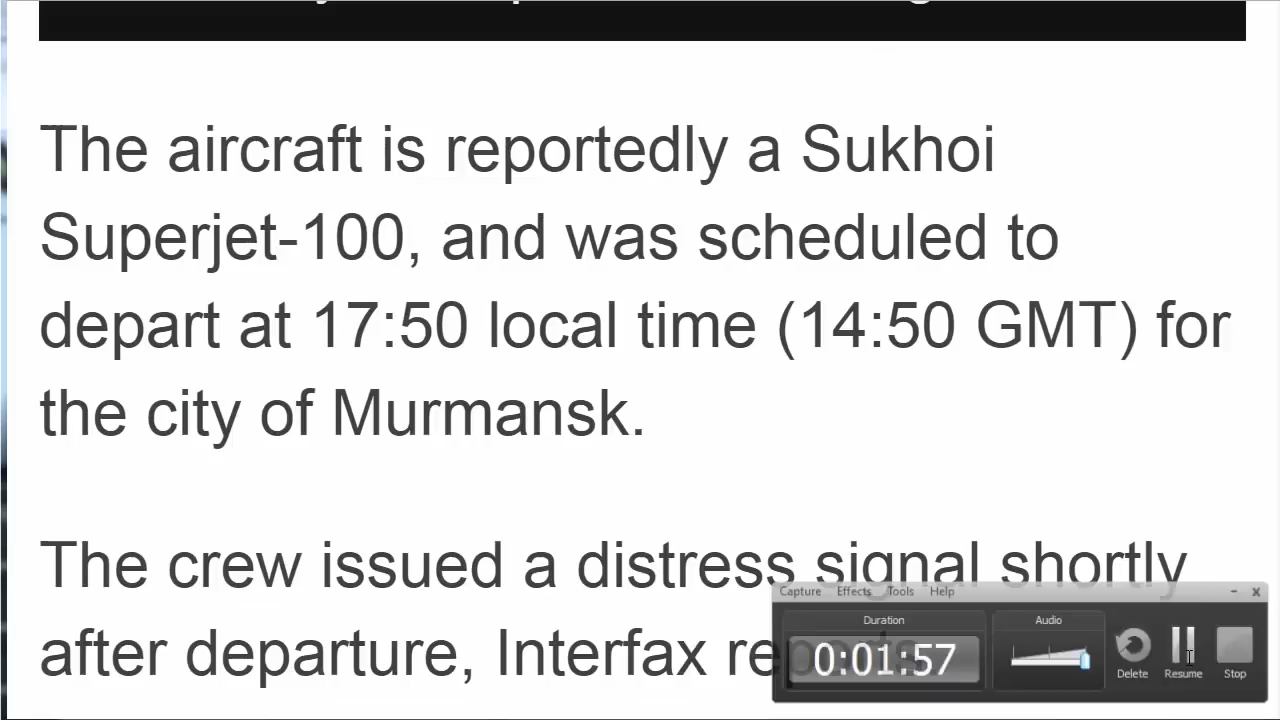 The aircraft is reportedly a Sukhoi
Superjet-100, and was scheduled to
depart at 17:50 local time (14:50 GMT) for
the city of Murmansk.
The crew issued a distress signal shortly
after departure, Interfax reports.
Capture Effects Tools Help
Duration
Audio
0:01:57
Delete Resume Stop